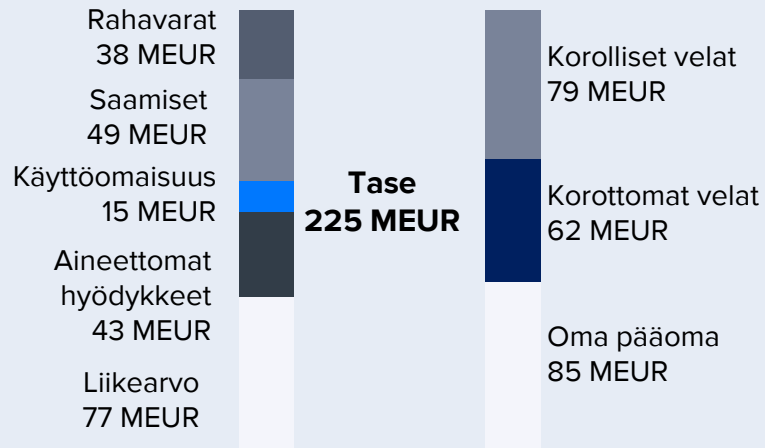 Rahavarat
38 MEUR
Saamiset
49 MEUR
Käyttöomaisuus
15 MEUR
Aineettomat
hyödykkeet
43 MEUR
Liikearvo
77 MEUR
Tase
225 MEUR
Korolliset velat
79 MEUR
Korottomat velat
62 MEUR
Oma pääoma
85 MEUR